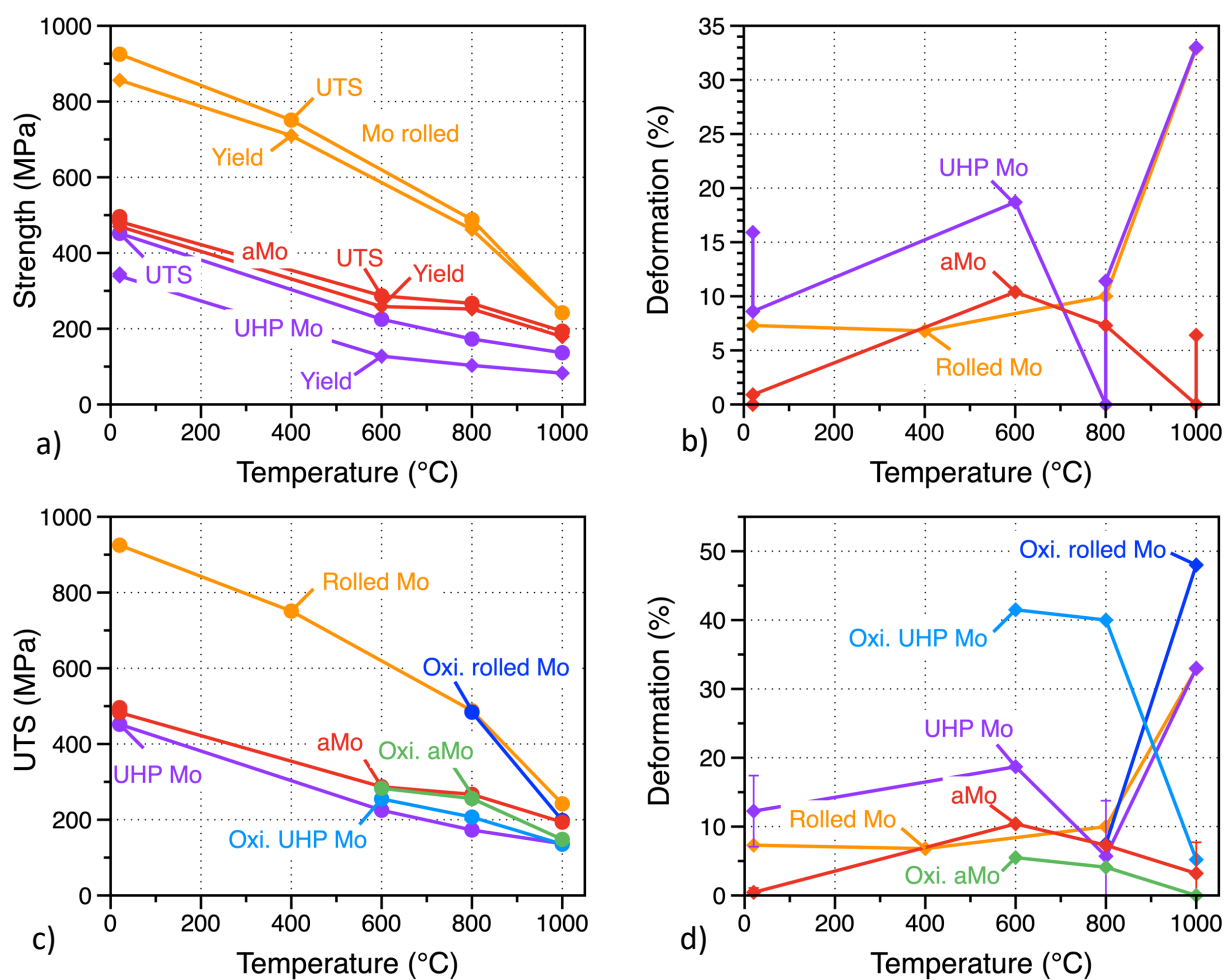 1000
800
600
400
200
0
Strength (MPa)
UTS
Mo rolled
Yield
aMo
UTS
Yield
UTS
UHP Mo
Yield
0 200 400 600 800 1000
a)
Temperature (°C)
35
30
25
20
15
10
5
0
Deformation (%)
UHP Mo
aMo
Rolled Mo
0 200 400 600 800 1000
b)
Temperature (°C)
1000
800
600
400
200
0
UTS (MPa)
Rolled Mo
Oxi. rolled Mo
aMo
Oxi. aMo
UHP Mo
Oxi. UHP Mo
0 200 400 600 800 1000
c)
Temperature (°C)
50
40
30
20
10
0
Deformation (%)
Oxi. rolled Mo
Oxi. UHP Mo
UHP Mo
aMo
Rolled Mo
Oxi. aMo
0 200 400 600 800 1000
d)
Temperature (°C)